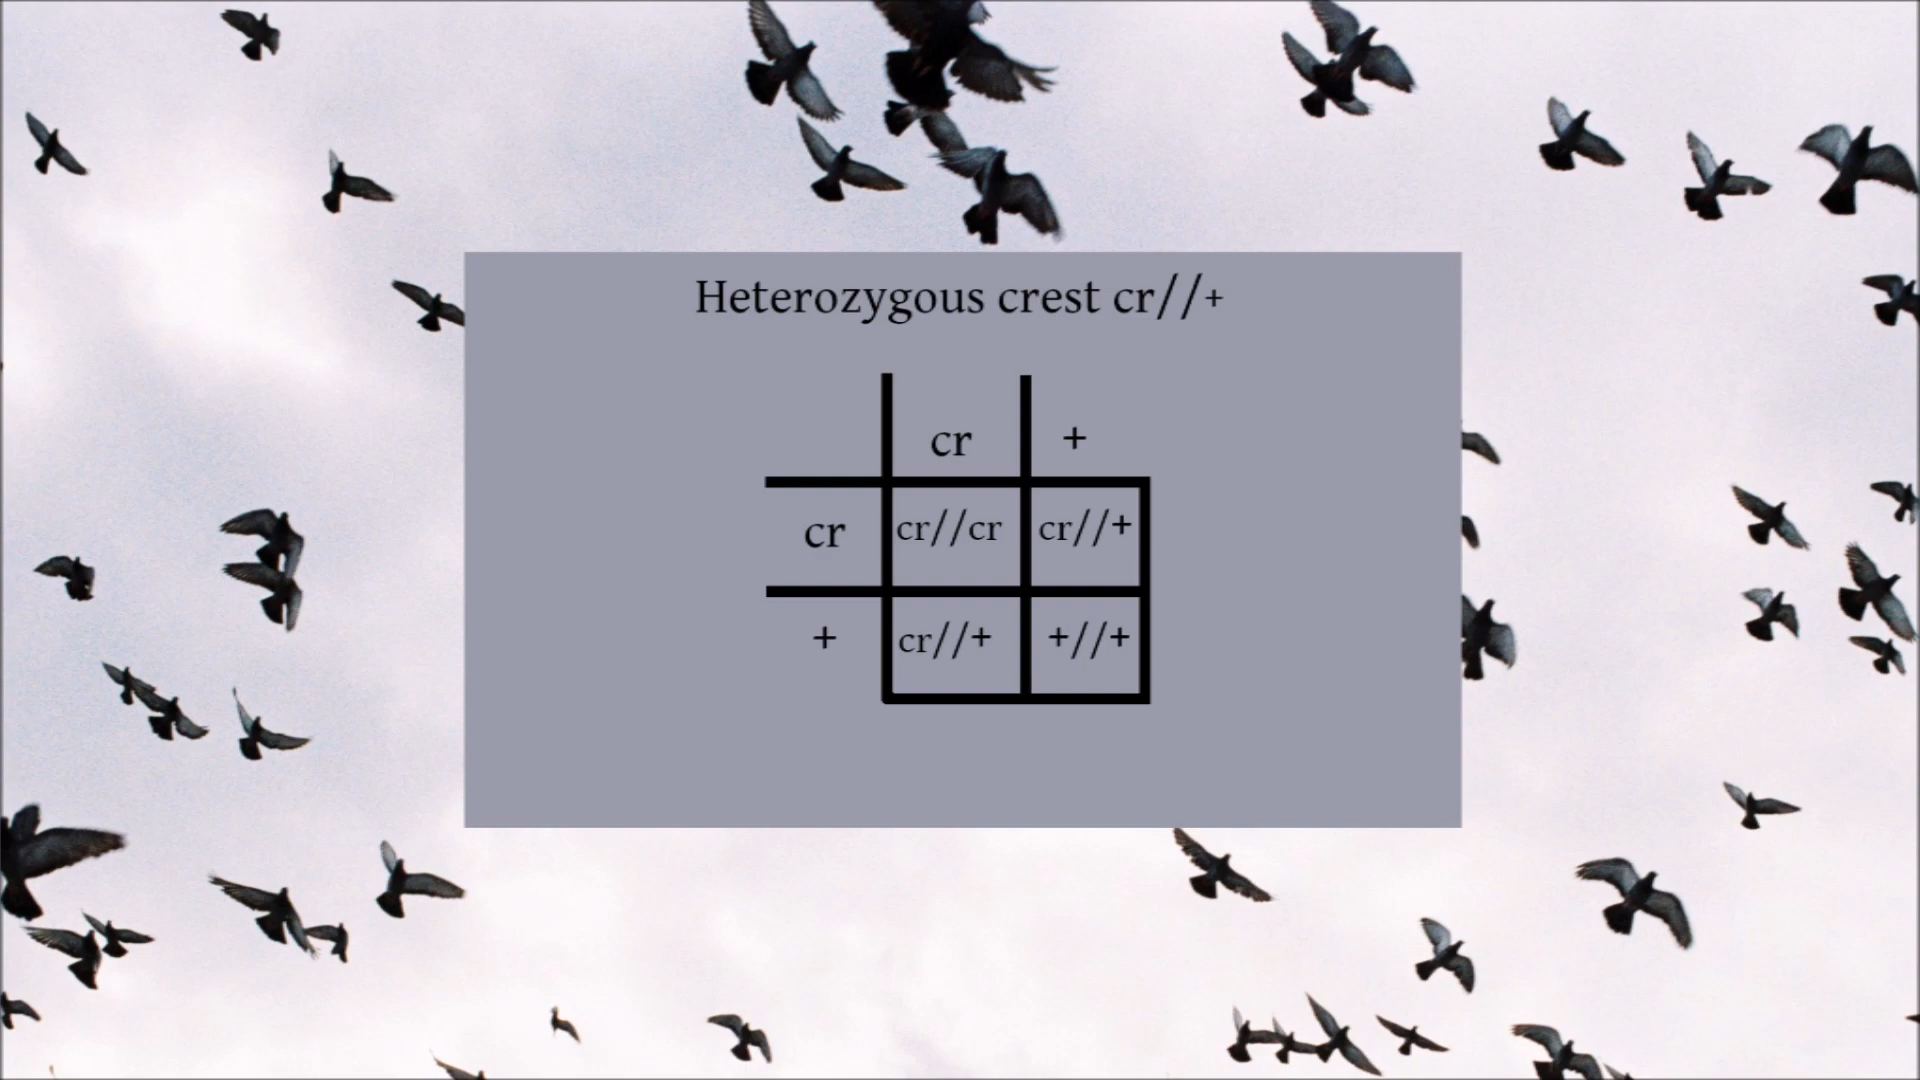 Heterozygous crest cr//+
cr +
cr cr//cr cr//+
+ cr//+ +//+